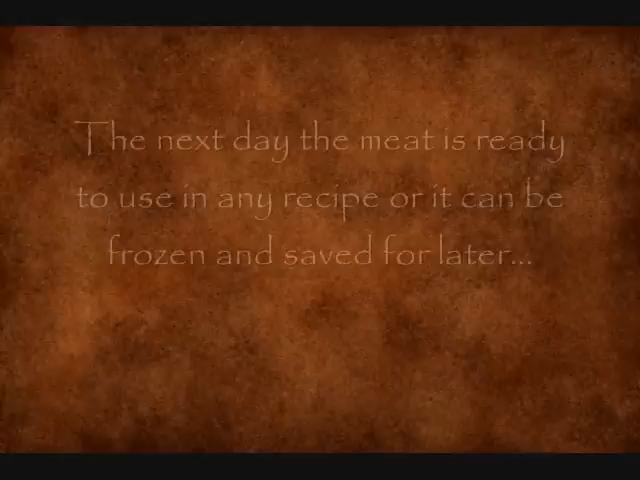 The next day the meat is ready
to use in any recipe or it can be
frozen and saved for later...